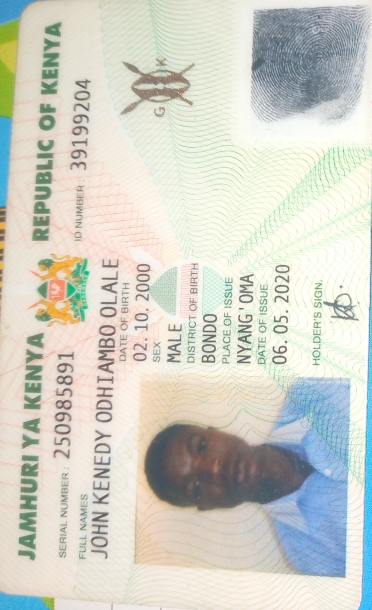 JAMHURI YA KENYA REPUBLIC OF KENYA
SERIAL NUMBER: 250985891 ID NUMBER: 39199204
FULL NAMES
JOHN KENEDY ODHIAMBO OLALE
DATE OF BIRTH
02. 10. 2000
SEX
MALE
DISTRICT OF BIRTH
BONDO
PLACE OF ISSUE
NYANG'OMA
DATE OF ISSUE
06. 05. 2020
HOLDER'S SIGN.
G K